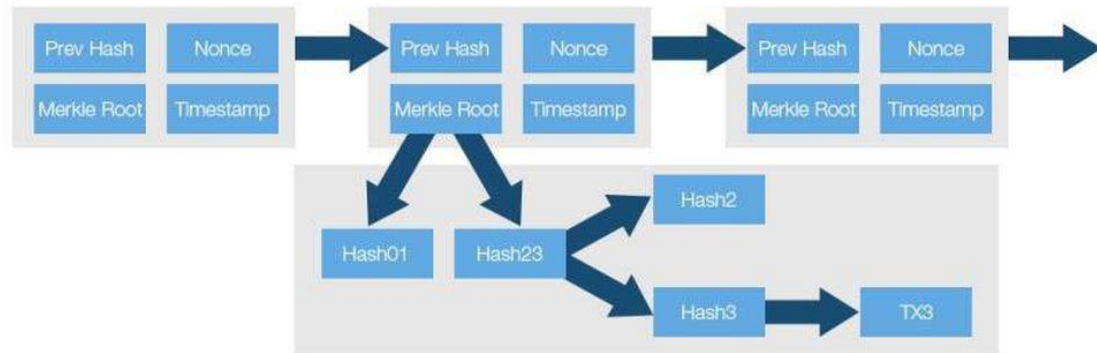 Prev Hash Nonce Prev Hash Nonce Prev Hash Nonce
Merkle Root Timestamp Merkle Root Timestamp Merkle Root Timestamp
Hash2
Hash01 Hash23
Hash3 TX3